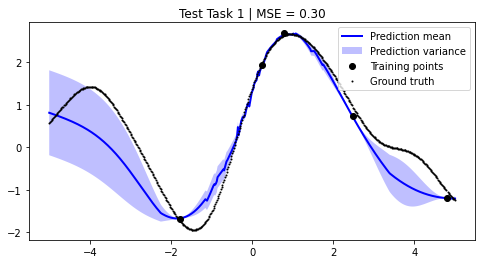 Test Task 1 | MSE = 0.30
Prediction mean
Prediction variance
Training points
Ground truth
2
1
0
−1
−2
−4
−2
0
2
4